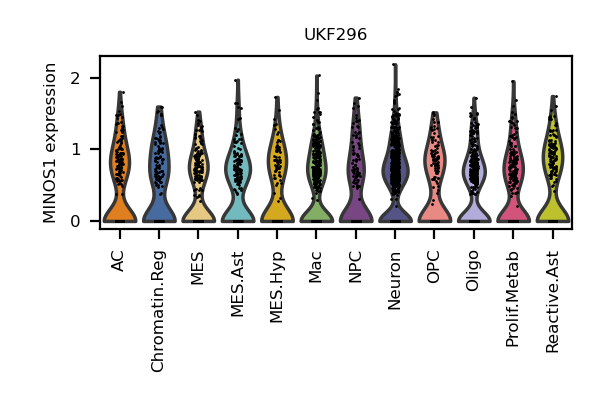 UKF296
MINOS1 expression
2
1
0
AC
Chromatin.Reg
MES
MES.Ast
MES.Hyp
Mac
NPC
Neuron
OPC
Oligo
Prolif.Metab
Reactive.Ast